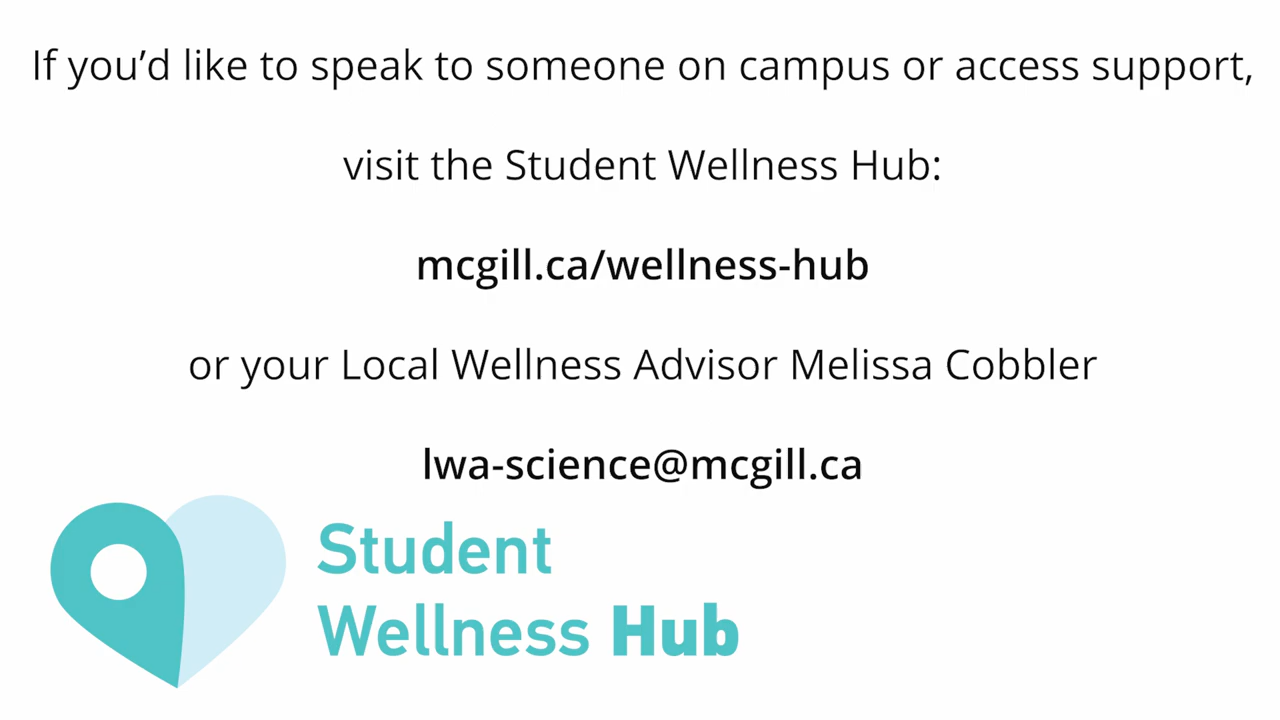 If you’d like to speak to someone on campus or access support,
visit the Student Wellness Hub:
mcgill.ca/wellness-hub
or your Local Wellness Advisor Melissa Cobbler
lwa-science@mcgill.ca
Student
Wellness Hub